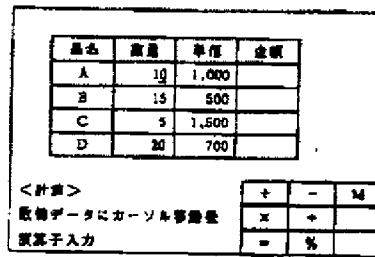 品名 数量 単価 金額
A 10 1,000
B 15 500
C 5 1,500
D 20 700
<計算>
数値データにカーソル移動後
演算子入力
+ - M
× ÷
= %